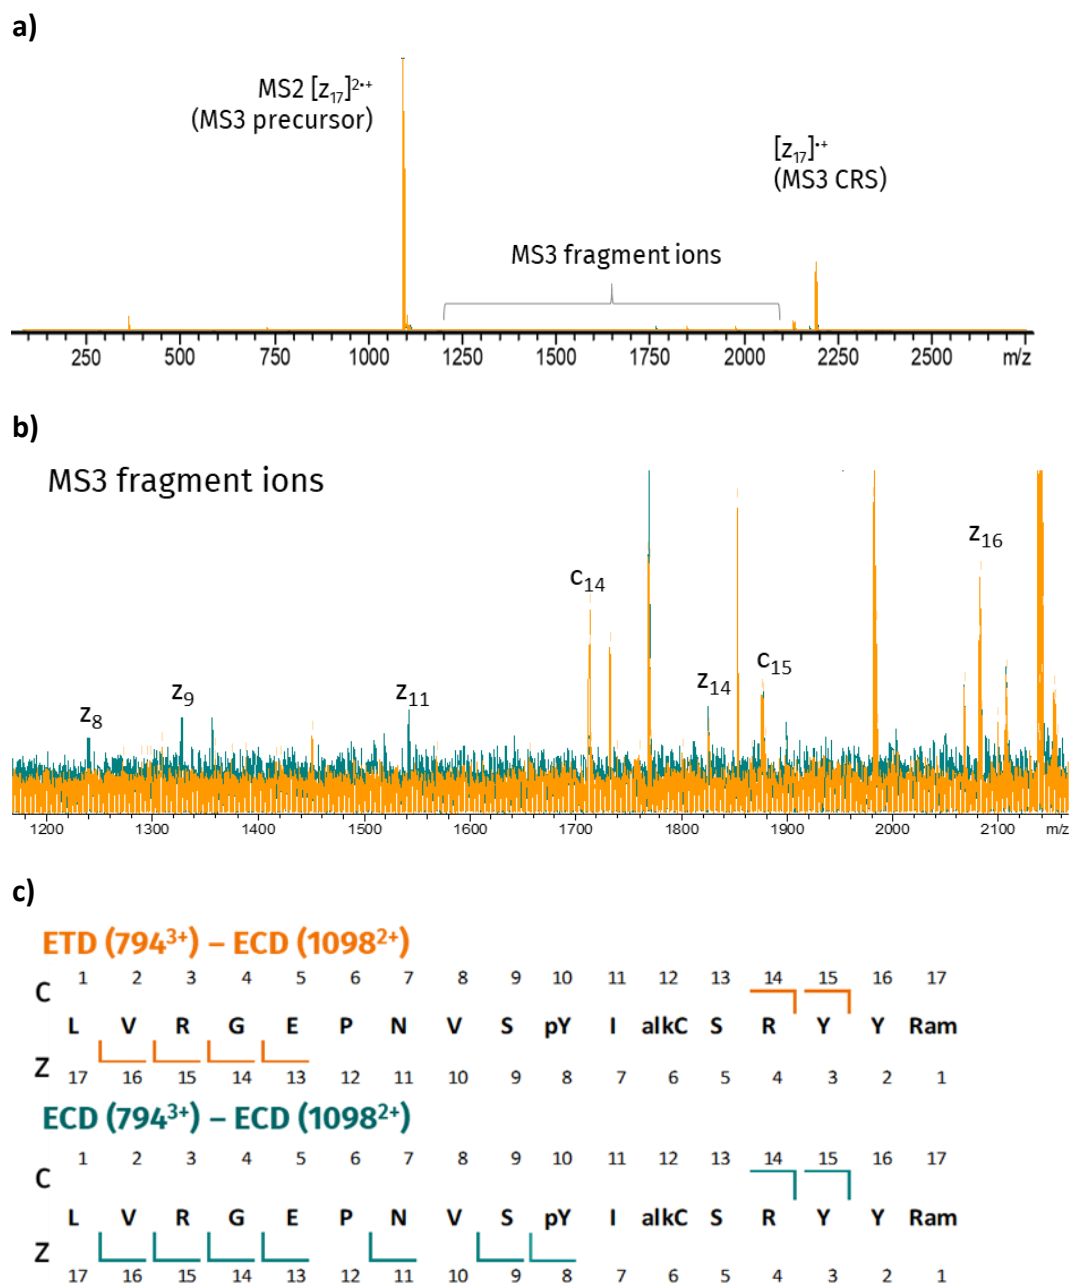 a)
MS2 [z₁₇]²•⁺
(MS3 precursor)
[z₁₇]•⁺
(MS3 CRS)
MS3 fragment ions
250 500 750 1000 1250 1500 1750 2000 2250 2500 m/z
b)
MS3 fragment ions
z₁₆
c₁₄
c₁₅
z₁₄
z₈ z₉ z₁₁
1200 1300 1400 1500 1600 1700 1800 1900 2000 2100 m/z
c)
ETD (794³⁺) – ECD (1098²⁺)
C 1 2 3 4 5 6 7 8 9 10 11 12 13 14 15 16 17
L V R G E P N V S pY I alkC S R Y Y Ram
Z 17 16 15 14 13 12 11 10 9 8 7 6 5 4 3 2 1
ECD (794³⁺) – ECD (1098²⁺)
C 1 2 3 4 5 6 7 8 9 10 11 12 13 14 15 16 17
L V R G E P N V S pY I alkC S R Y Y Ram
Z 17 16 15 14 13 12 11 10 9 8 7 6 5 4 3 2 1